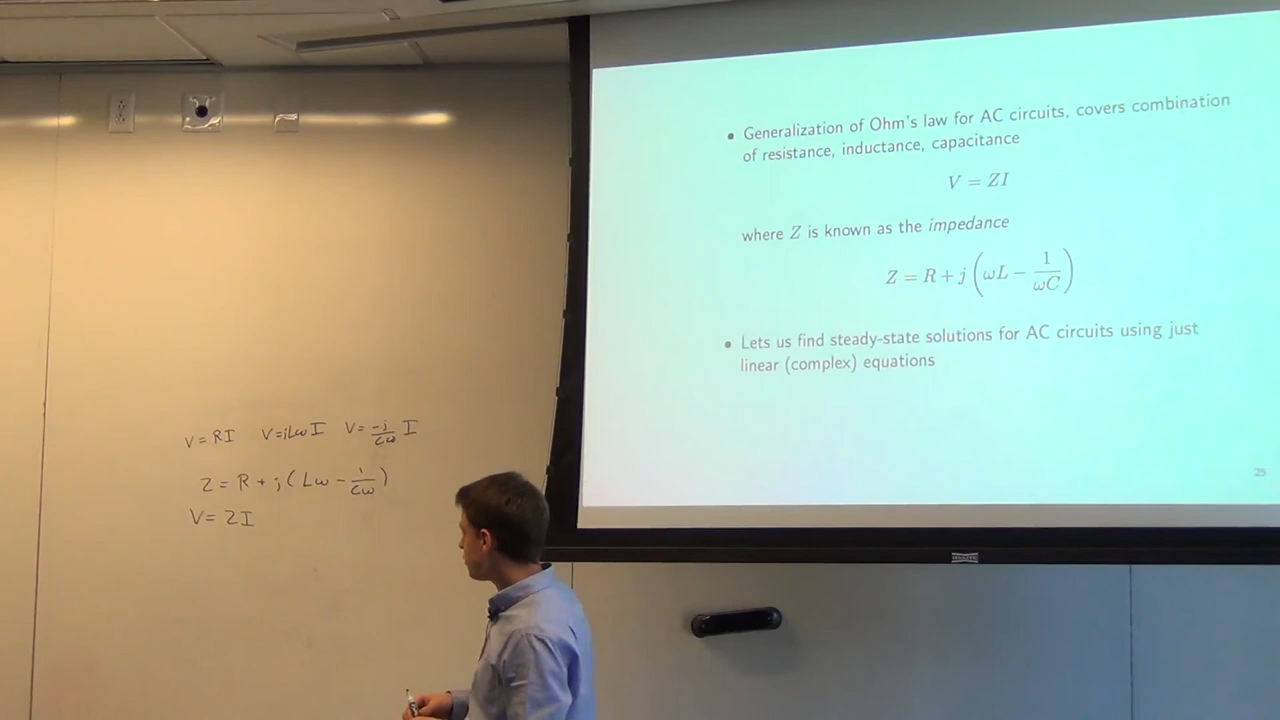 • Generalization of Ohm's law for AC circuits, covers combination
of resistance, inductance, capacitance
V = ZI
where Z is known as the impedance
Z = R + j(ωL − 1/ωC)
• Lets us find steady-state solutions for AC circuits using just
linear (complex) equations
25
V = RI V = jLω I V = -j/Cω I
Z = R + j(Lω − 1/Cω)
V = ZI